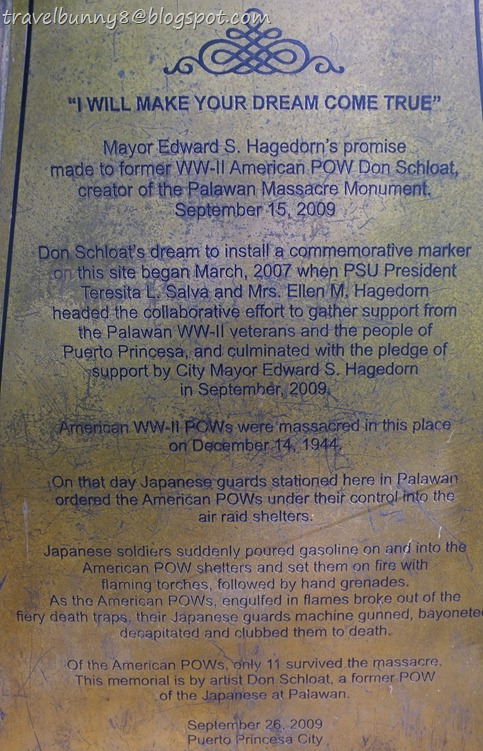 travelbunny8@blogspot.com
"I WILL MAKE YOUR DREAM COME TRUE"
Mayor Edward S. Hagedorn's promise
made to former WW-II American POW Don Schloat,
creator of the Palawan Massacre Monument.
September 15, 2009
Don Schloat's dream to install a commemorative marker
on this site began March, 2007 when PSU President
Teresita L. Salva and Mrs. Ellen M. Hagedorn
headed the collaborative effort to gather support from
the Palawan WW-II veterans and the people of
Puerto Princesa, and culminated with the pledge of
support by City Mayor Edward S. Hagedorn
in September, 2009.
American WW-II POWs were massacred in this place
on December 14, 1944.
On that day Japanese guards stationed here in Palawan
ordered the American POWs under their control into the
air raid shelters.
Japanese soldiers suddenly poured gasoline on and into the
American POW shelters and set them on fire with
flaming torches, followed by hand grenades.
As the American POWs, engulfed in flames broke out of the
fiery death traps, their Japanese guards machine gunned, bayonete
decapitated and clubbed them to death.
Of the American POWs, only 11 survived the massacre.
This memorial is by artist Don Schloat, a former POW
of the Japanese at Palawan.
September 26, 2009
Puerto Princesa City